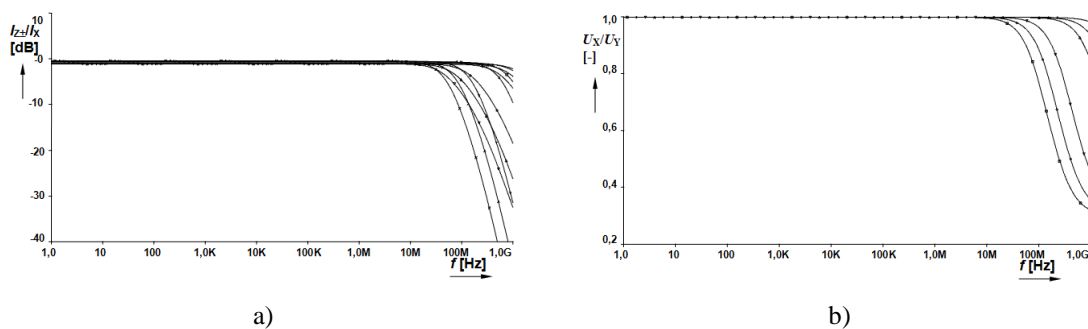 I_Z±/I_X
[dB]
10
-0
-10
-20
-30
-40
1,0 10 100 1,0K 10K 100K 1,0M 10M 100M 1,0G
f [Hz]
a)
U_X/U_Y
[-]
1,0
0,8
0,6
0,4
0,2
1,0 10 100 1,0K 10K 100K 1,0M 10M 100M 1,0G
f [Hz]
b)